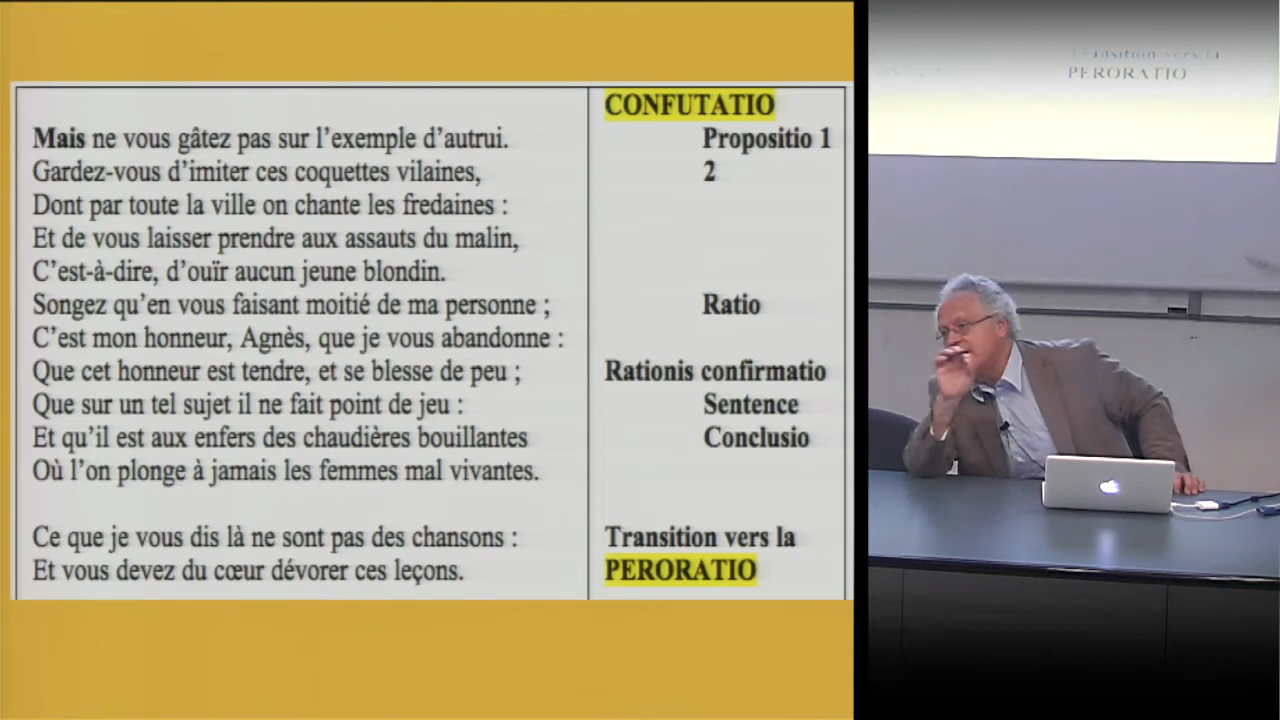 CONFUTATIO
Mais ne vous gâtez pas sur l’exemple d’autrui. Propositio 1
Gardez-vous d’imiter ces coquettes vilaines, 2
Dont par toute la ville on chante les fredaines :
Et de vous laisser prendre aux assauts du malin,
C’est-à-dire, d’ouïr aucun jeune blondin.
Songez qu’en vous faisant moitié de ma personne ; Ratio
C’est mon honneur, Agnès, que je vous abandonne :
Que cet honneur est tendre, et se blesse de peu ; Rationis confirmatio
Que sur un tel sujet il ne fait point de jeu : Sentence
Et qu’il est aux enfers des chaudières bouillantes Conclusio
Où l’on plonge à jamais les femmes mal vivantes.
Ce que je vous dis là ne sont pas des chansons : Transition vers la
Et vous devez du cœur dévorer ces leçons. PERORATIO
Transition vers la
PERORATIO